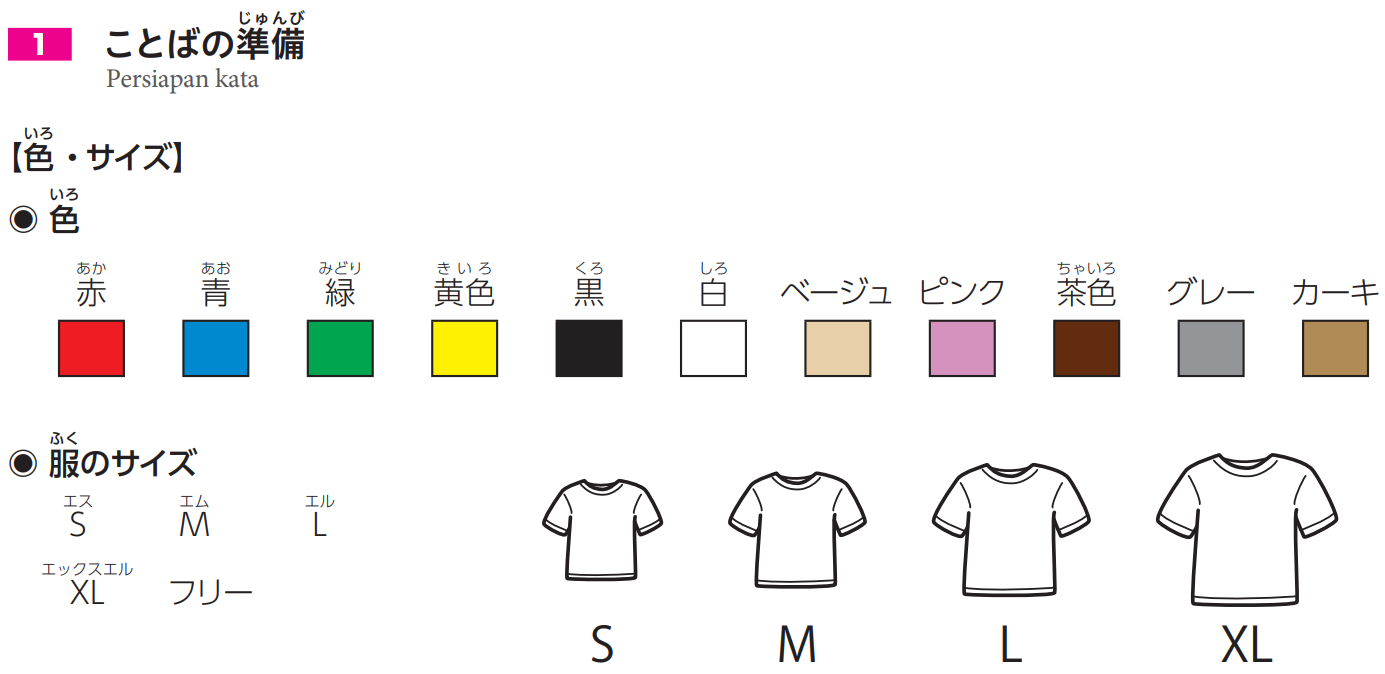 じゅんび
1 ことばの準備
Persiapan kata
いろ
【色・サイズ】
いろ
◉ 色
あか あお みどり きいろ くろ しろ ちゃいろ
赤 青 緑 黄色 黒 白 ベージュ ピンク 茶色 グレー カーキ
ふく
◉ 服のサイズ
エス エム エル
S M L
エックスエル
XL フリー
S M L XL